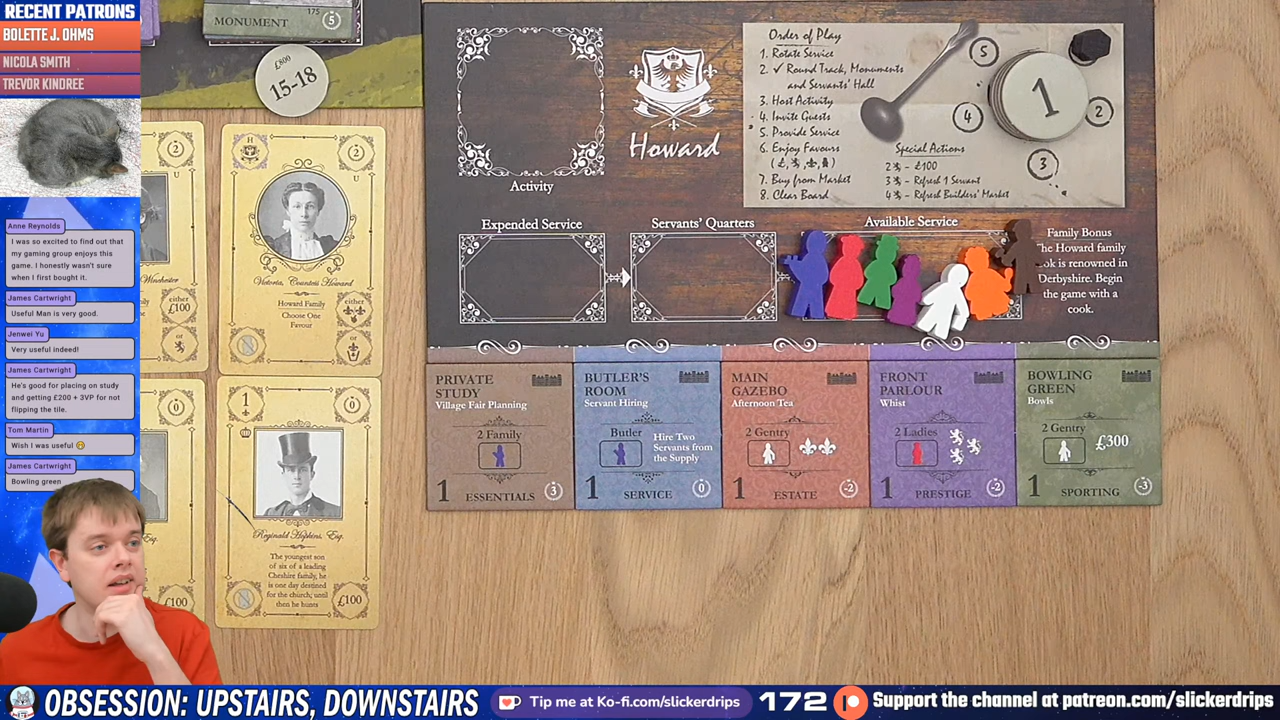 RECENT PATRONS
BOLETTE J. OHMS
NICOLA SMITH
TREVOR KINDREE
Anne Reynolds
I was so excited to find out that
my gaming group enjoys this
game. I honestly wasn't sure
when I first bought it.
James Cartwright
Useful Man is very good.
Jenwei Yu
Very useful indeed!
James Cartwright
He's good for placing on study
and getting £200 + 3VP for not
flipping the tile.
Tom Martin
Wish I was useful
James Cartwright
Bowling green
175
MONUMENT
5
£800
15-18
2
U
Winchester
either
£100
or
0
£100
H
2
U
Victoria, Countess Howard
Howard Family
Choose One
Favour
either
or
1
0
Reginald Hopkins, Esq.
The youngest son
of six of a leading
Cheshire family, he
is one day destined
for the church; until
then he hunts
£100
Activity
Howard
Order of Play
1. Rotate Service
2. ✓ Round Track, Monuments
and Servants' Hall
3. Host Activity
4. Invite Guests
5. Provide Service
6. Enjoy Favours
7. Buy from Market
8. Clear Board
Special Actions
2 - £100
3 - Refresh 1 Servant
4 - Refresh Builders' Market
5
1
4
2
3
Expended Service
Servants' Quarters
Available Service
Family Bonus
The Howard family
is renowned in
Derbyshire. Begin
the game with a
cook.
PRIVATE
STUDY
Village Fair Planning
2 Family
1 ESSENTIALS 3
BUTLER'S
ROOM
Servant Hiring
Butler
Hire Two
Servants from
the Supply
1 SERVICE 0
MAIN
GAZEBO
Afternoon Tea
2 Gentry
1 ESTATE -2
FRONT
PARLOUR
Whist
2 Ladies
1 PRESTIGE -2
BOWLING
GREEN
Bowls
2 Gentry
£300
1 SPORTING -3
OBSESSION: UPSTAIRS, DOWNSTAIRS
Tip me at Ko-fi.com/slickerdrips
172
Support the channel at patreon.com/slickerdrips